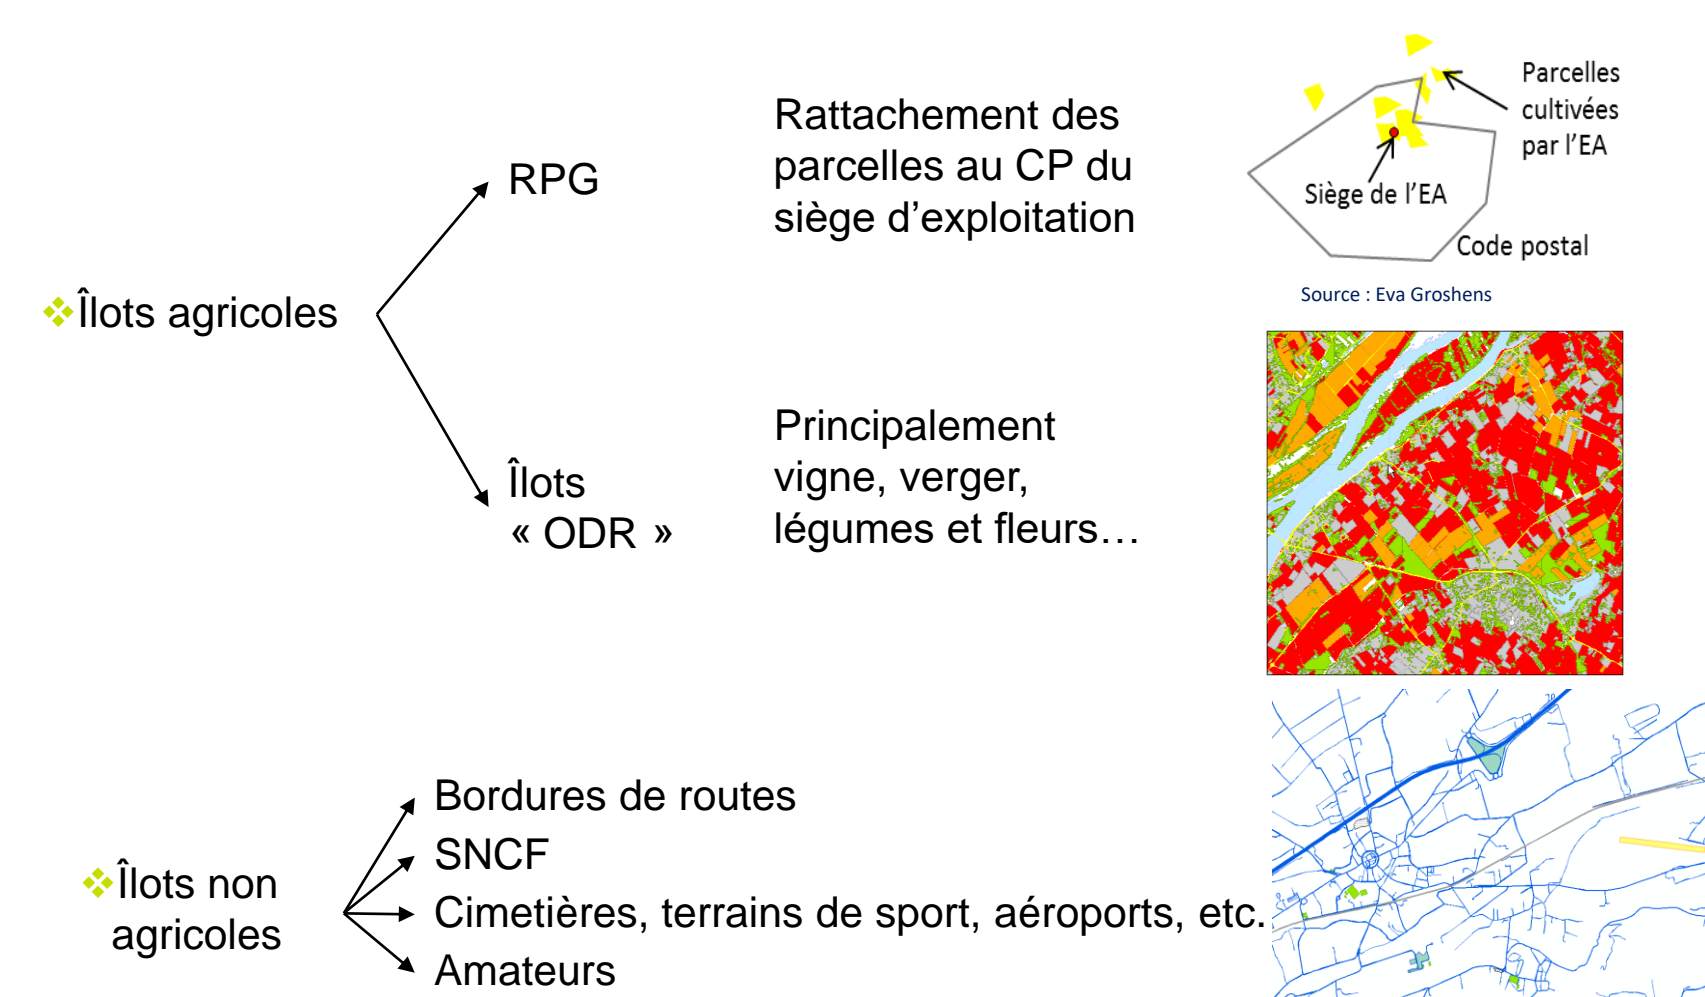 Rattachement des
parcelles au CP du
siège d’exploitation
RPG
Parcelles
cultivées
par l’EA
Siège de l’EA
Code postal
Source : Eva Groshens
Îlots agricoles
Îlots
« ODR »
Principalement
vigne, verger,
légumes et fleurs…
Îlots non
agricoles
Bordures de routes
SNCF
Cimetières, terrains de sport, aéroports, etc.
Amateurs